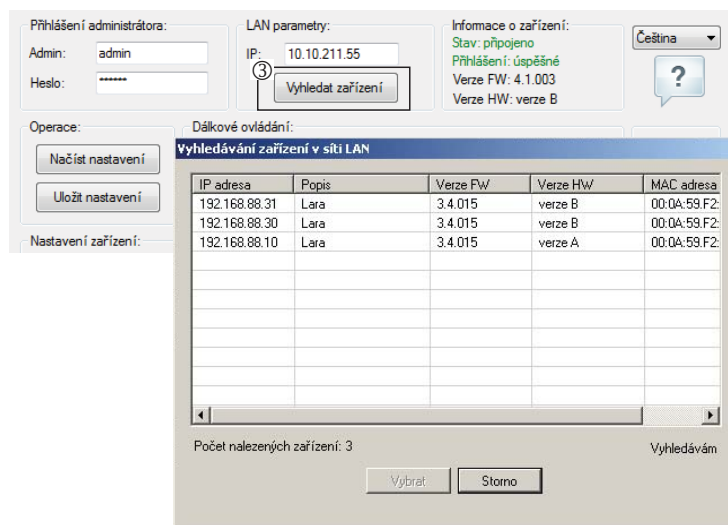 Přihlášení administrátora:
Admin: admin
Heslo: ******
LAN parametry:
IP: 10.10.211.55
③
Vyhledat zařízení
Informace o zařízení:
Stav: připojeno
Přihlášení: úspěšné
Verze FW: 4.1.003
Verze HW: verze B
Čeština
?
Operace:
Načíst nastavení
Uložit nastavení
Nastavení zařízení:
Dálkové ovládání:
Vyhledávání zařízení v síti LAN
IP adresa Popis Verze FW Verze HW MAC adresa
192.168.88.31 Lara 3.4.015 verze B 00:0A:59:F2:
192.168.88.30 Lara 3.4.015 verze B 00:0A:59:F2:
192.168.88.10 Lara 3.4.015 verze A 00:0A:59:F2:
Počet nalezených zařízení: 3
Vyhledávám
Vybrat Storno